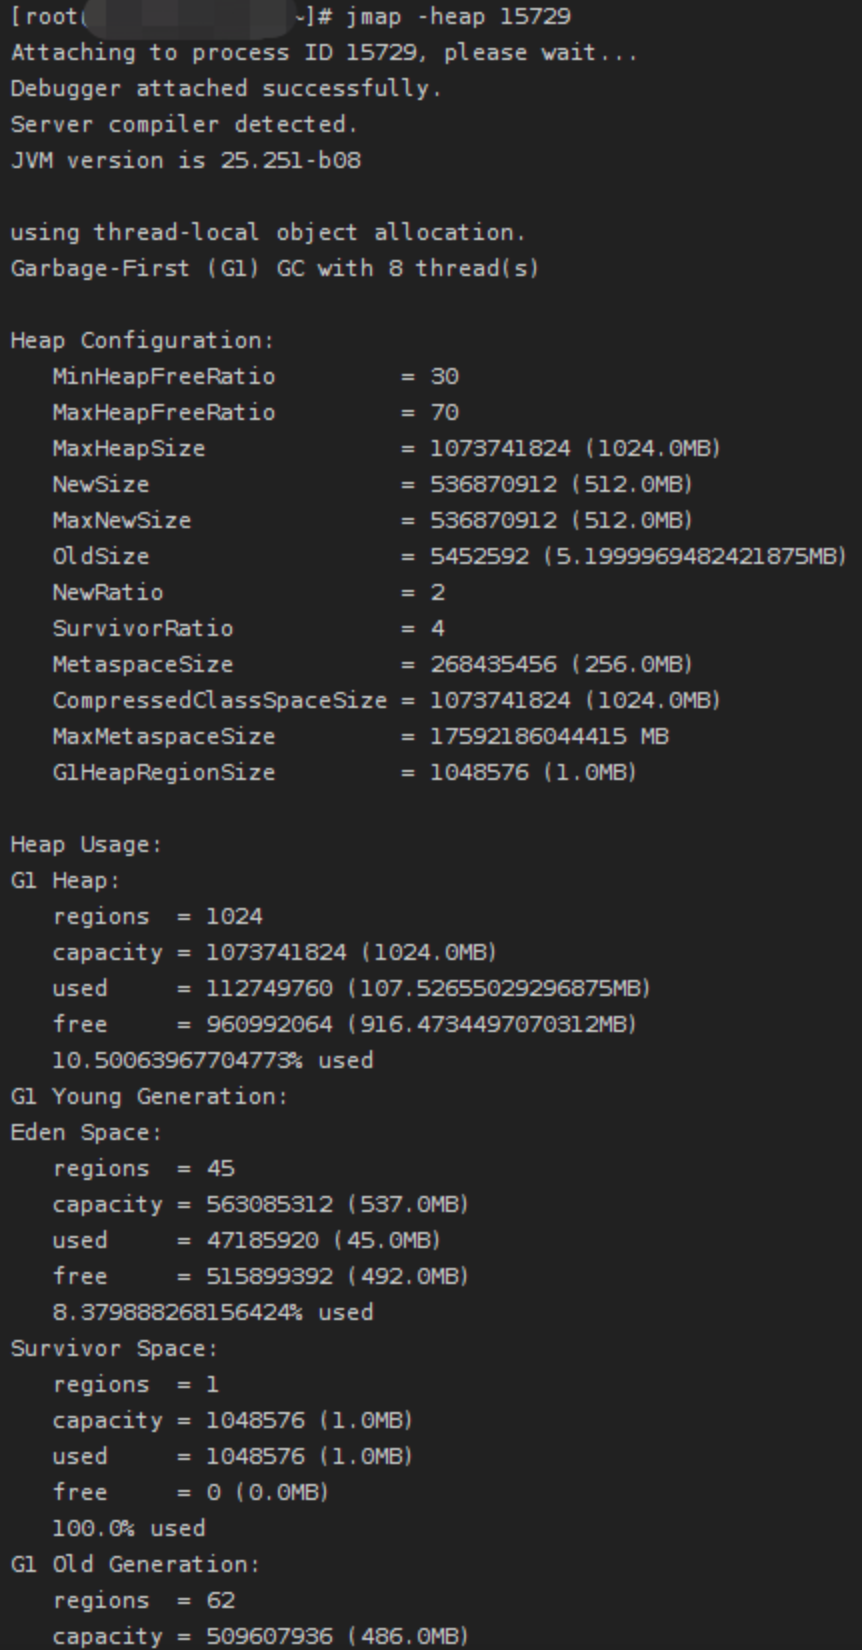 [root ~]# jmap -heap 15729
Attaching to process ID 15729, please wait...
Debugger attached successfully.
Server compiler detected.
JVM version is 25.251-b08
using thread-local object allocation.
Garbage-First (G1) GC with 8 thread(s)
Heap Configuration:
MinHeapFreeRatio = 30
MaxHeapFreeRatio = 70
MaxHeapSize = 1073741824 (1024.0MB)
NewSize = 536870912 (512.0MB)
MaxNewSize = 536870912 (512.0MB)
OldSize = 5452592 (5.1999969482421875MB)
NewRatio = 2
SurvivorRatio = 4
MetaspaceSize = 268435456 (256.0MB)
CompressedClassSpaceSize = 1073741824 (1024.0MB)
MaxMetaspaceSize = 17592186044415 MB
G1HeapRegionSize = 1048576 (1.0MB)
Heap Usage:
G1 Heap:
regions = 1024
capacity = 1073741824 (1024.0MB)
used = 112749760 (107.52655029296875MB)
free = 960992064 (916.4734497070312MB)
10.50063967704773% used
G1 Young Generation:
Eden Space:
regions = 45
capacity = 563085312 (537.0MB)
used = 47185920 (45.0MB)
free = 515899392 (492.0MB)
8.379888268156424% used
Survivor Space:
regions = 1
capacity = 1048576 (1.0MB)
used = 1048576 (1.0MB)
free = 0 (0.0MB)
100.0% used
G1 Old Generation:
regions = 62
capacity = 509607936 (486.0MB)